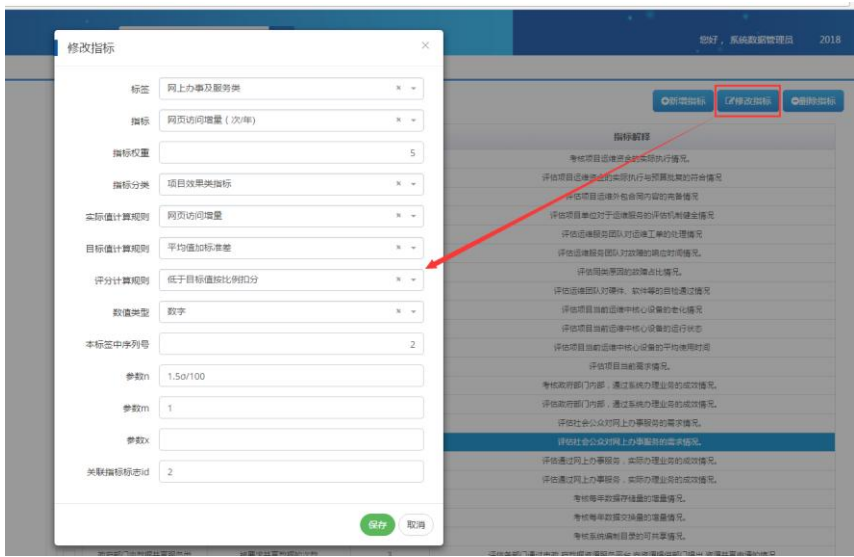 您好，系统数据管理员 2018
修改指标 ×
标签 网上办事及服务类 ×
指标 网页访问增量（次/年） ×
指标权重 5
指标分类 项目效果类指标 ×
实际值计算规则 网页访问增量 ×
目标值计算规则 平均值加标准差 ×
评分计算规则 低于目标值按比例扣分 ×
数值类型 数字 ×
本标签中序列号 2
参数n 1.5σ/100
参数m 1
参数x
关联指标标志id 2
保存 取消
新增指标 修改指标 删除指标
指标解释
考核项目运维资金的实际执行情况。
评估项目运维资金的实际执行与预算批复的符合情况
评估项目运维外包合同内容的完备情况
评估项目单位对于运维服务的评估机制健全情况
评估运维服务团队对运维工单的处理情况
评估运维服务团队对故障的响应时间情况。
评估同类原因的故障占比情况。
评估运维团队对硬件、软件等的巡检通过情况
评估项目当前运维中核心设备的老化情况
评估项目当前运维中核心设备的运行状态
评估项目当前运维中核心设备的平均使用时间
评估项目当前需求情况。
考核政府部门内部，通过系统办理业务的成效情况。
评估政府部门内部，通过系统办理业务的成效情况。
评估社会公众对网上办事服务的需求情况。
评估社会公众对网上办事服务的需求情况。
评估通过网上办事服务，实际办理业务的成效情况。
评估通过网上办事服务，实际办理业务的成效情况。
考核每年数据存储量的增量情况。
考核每年数据交换量的增量情况。
考核系统编制目录的可共享情况。